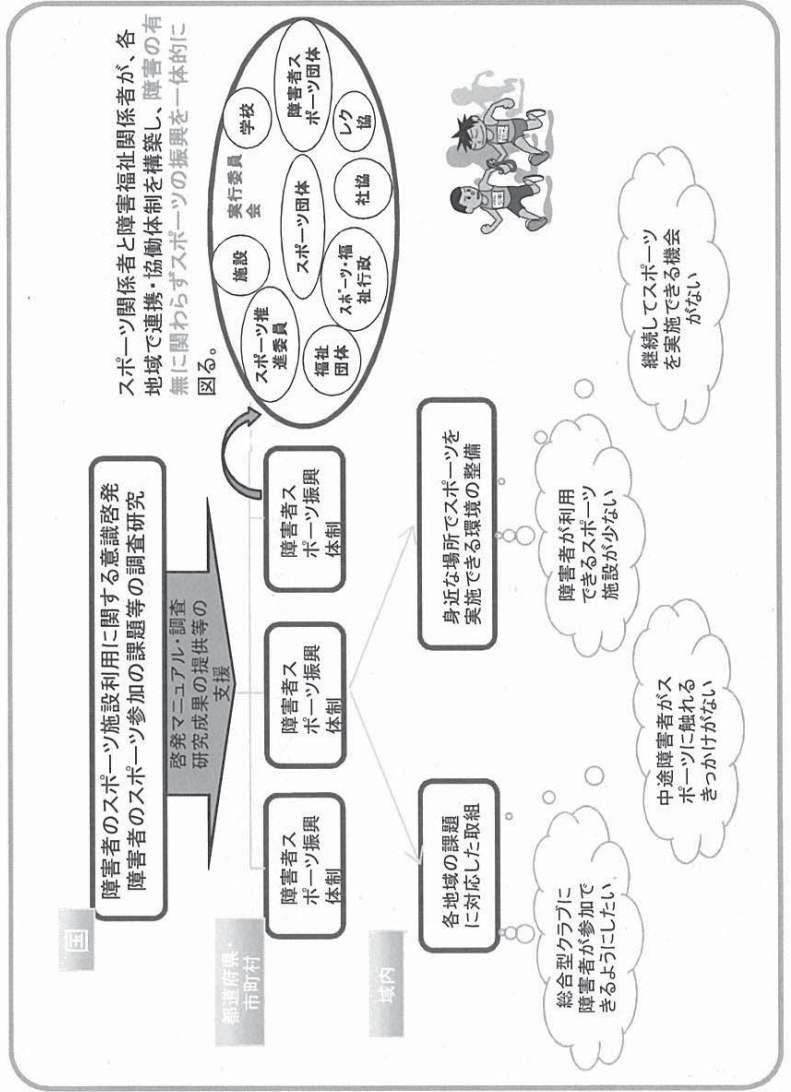 国
障害者のスポーツ施設利用に関する意識啓発
障害者のスポーツ参加の課題等の調査研究
啓発マニュアル・調査
研究成果の提供等の
支援
都道府県・
市町村
障害者ス
ポーツ振興
体制
障害者ス
ポーツ振興
体制
障害者ス
ポーツ振興
体制
スポーツ関係者と障害福祉関係者が、各
地域で連携・協働体制を構築し、障害の有
無に関わらずスポーツの振興を一体的に
図る。
実行委員
会
学校
施設
障害者ス
ポーツ団体
スポーツ団体
スポーツ推
進委員
レク
協
社協
スポーツ・福
祉行政
福祉
団体
域内
各地域の課題
に対応した取組
身近な場所でスポーツを
実施できる環境の整備
総合型クラブに
障害者が参加で
きるようにしたい
中途障害者がス
ポーツに触れる
きっかけがない
障害者が利用
できるスポーツ
施設が少ない
継続してスポーツ
を実施できる機会
がない